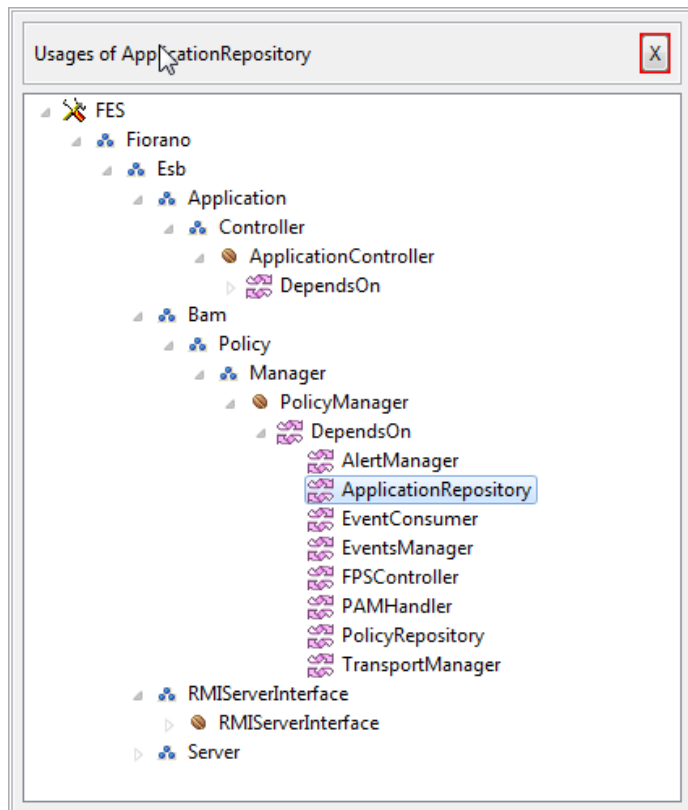 Usages of ApplicationRepository
X
FES
Fiorano
Esb
Application
Controller
ApplicationController
DependsOn
Bam
Policy
Manager
PolicyManager
DependsOn
AlertManager
ApplicationRepository
EventConsumer
EventsManager
FPSController
PAMHandler
PolicyRepository
TransportManager
RMIServerInterface
RMIServerInterface
Server